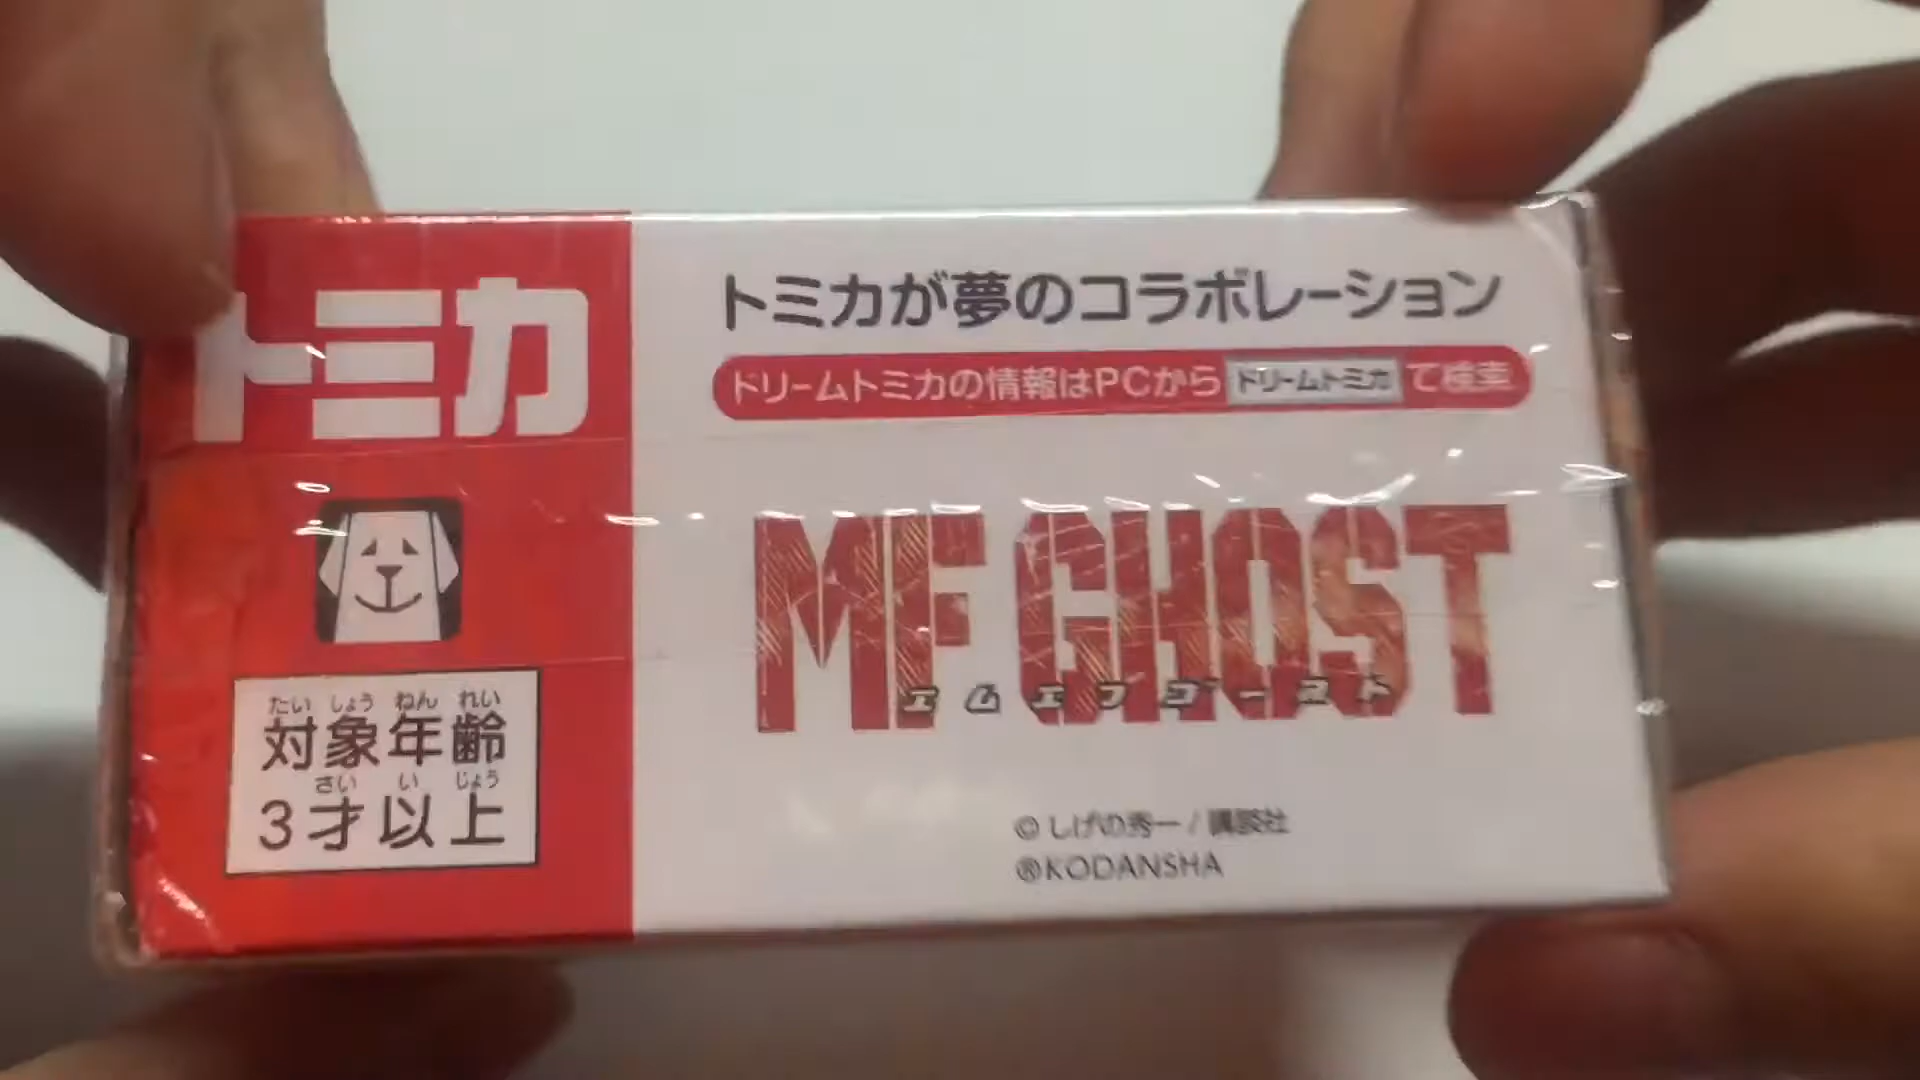 トミカ
たいしょうねんれい
対象年齢
さいいじょう
3才以上
トミカが夢のコラボレーション
ドリームトミカの情報はPCから ドリームトミカ で検索
MF GHOST
エムエフゴースト
© しげの秀一 / 講談社
®KODANSHA